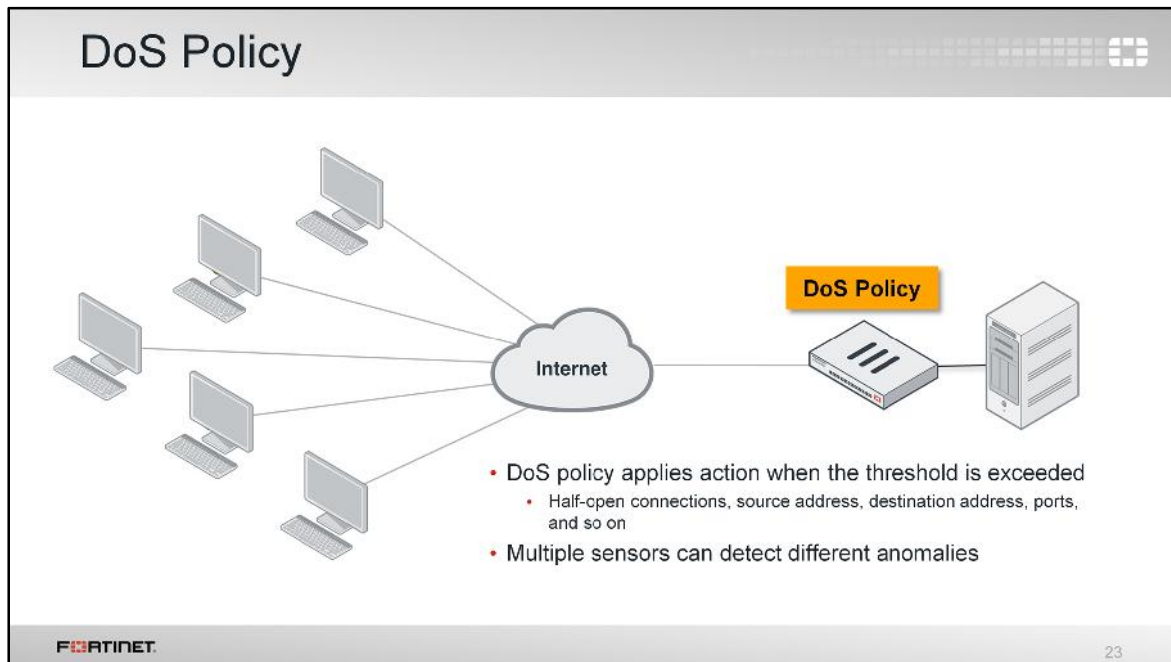 DoS Policy
DoS Policy
Internet
• DoS policy applies action when the threshold is exceeded
• Half-cpen connections, source address, destination address, ports,
and so on
• Multiple sensors can detect different anomalies
FORTINET
23